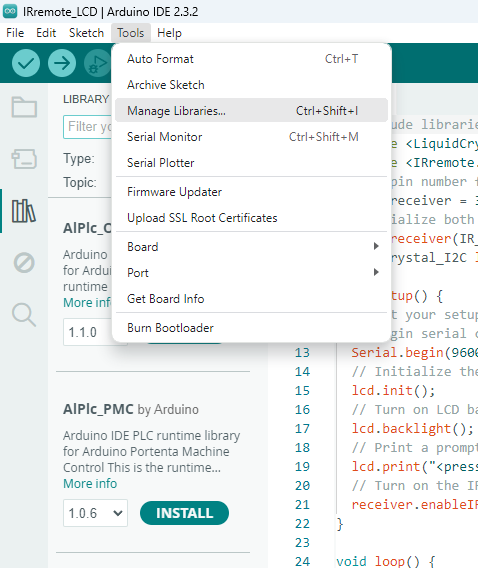 IRremote_LCD | Arduino IDE 2.3.2
File Edit Sketch Tools Help
Auto Format Ctrl+T
Archive Sketch
Manage Libraries... Ctrl+Shift+I
Serial Monitor Ctrl+Shift+M
Serial Plotter
Firmware Updater
Upload SSL Root Certificates
Board
Port
Get Board Info
Burn Bootloader
LIBRARY
Filter yo
Type:
Topic:
AlPlc_O
Arduino
for Arduin
runtime
More info
1.1.0
AlPlc_PMC by Arduino
Arduino IDE PLC runtime library
for Arduino Portenta Machine
Control This is the runtime...
More info
1.0.6 INSTALL
ude librarie
e <LiquidCry
e <IRremote.
pin number f
receiver = 3
ialize both
receiver(IR_
rystal_I2C l
tup() {
t your setup
gin serial c
13 Serial.begin(9600
14 // Initialize the
15 lcd.init();
16 // Turn on LCD ba
17 lcd.backlight();
18 // Print a prompt
19 lcd.print("<press
20 // Turn on the IR
21 receiver.enableIR
22 }
23
24 void loop() {